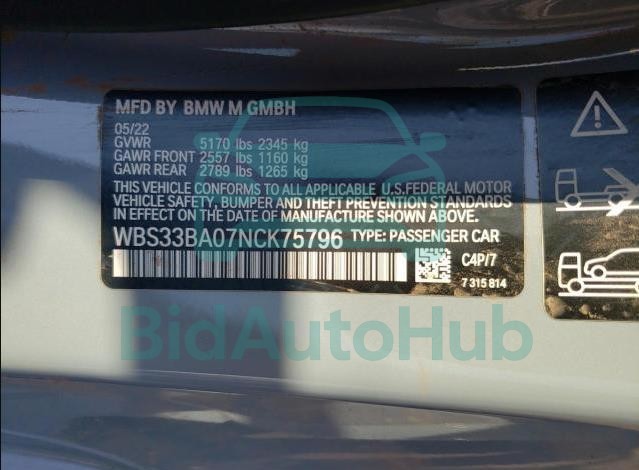 MFD BY BMW M GMBH
05/22
GVWR 5170 lbs 2345 kg
GAWR FRONT 2557 lbs 1160 kg
GAWR REAR 2789 lbs 1265 kg
THIS VEHICLE CONFORMS TO ALL APPLICABLE U.S.FEDERAL MOTOR
VEHICLE SAFETY, BUMPER, AND THEFT PREVENTION STANDARDS
IN EFFECT ON THE DATE OF MANUFACTURE SHOWN ABOVE.
WBS33BA07NCK75796 TYPE: PASSENGER CAR
C4P/7
7 315 814
BidAutoHub